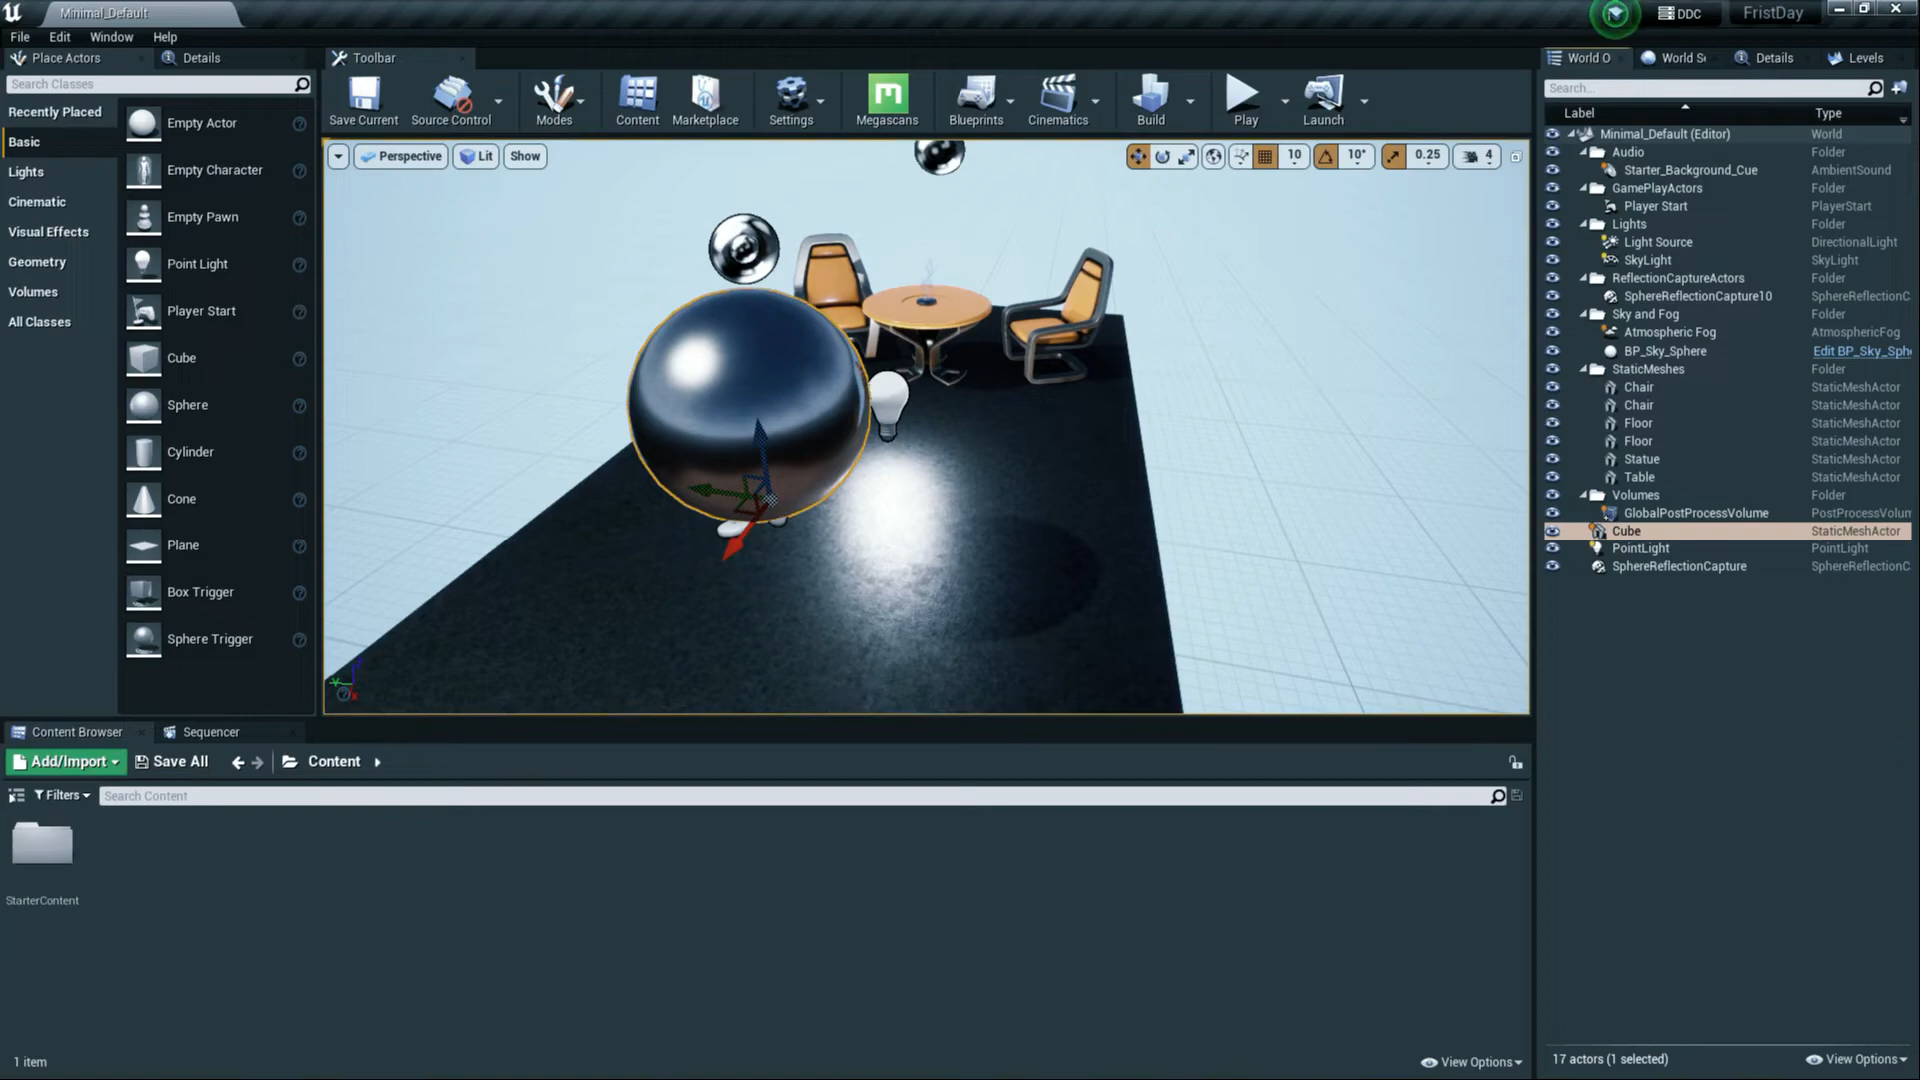 Minimal_Default
DDC
FristDay
File Edit Window Help
Place Actors
Details
Search Classes
Recently Placed
Basic
Lights
Cinematic
Visual Effects
Geometry
Volumes
All Classes
Empty Actor
Empty Character
Empty Pawn
Point Light
Player Start
Cube
Sphere
Cylinder
Cone
Plane
Box Trigger
Sphere Trigger
Toolbar
Save Current
Source Control
Modes
Content
Marketplace
Settings
Megascans
Blueprints
Cinematics
Build
Play
Launch
Perspective
Lit
Show
10
10°
0.25
4
World O
World Se
Details
Levels
Search...
Label Type
Minimal_Default (Editor) World
Audio Folder
Starter_Background_Cue AmbientSound
GamePlayActors Folder
Player Start PlayerStart
Lights Folder
Light Source DirectionalLight
SkyLight SkyLight
ReflectionCaptureActors Folder
SphereReflectionCapture10 SphereReflectionC
Sky and Fog Folder
Atmospheric Fog AtmosphericFog
BP_Sky_Sphere Edit BP_Sky_Sph
StaticMeshes Folder
Chair StaticMeshActor
Chair StaticMeshActor
Floor StaticMeshActor
Floor StaticMeshActor
Statue StaticMeshActor
Table StaticMeshActor
Volumes Folder
GlobalPostProcessVolume PostProcessVolum
Cube StaticMeshActor
PointLight PointLight
SphereReflectionCapture SphereReflectionC
17 actors (1 selected)
View Options
Content Browser
Sequencer
Add/Import
Save All
Content
Filters
Search Content
StarterContent
1 item
View Options